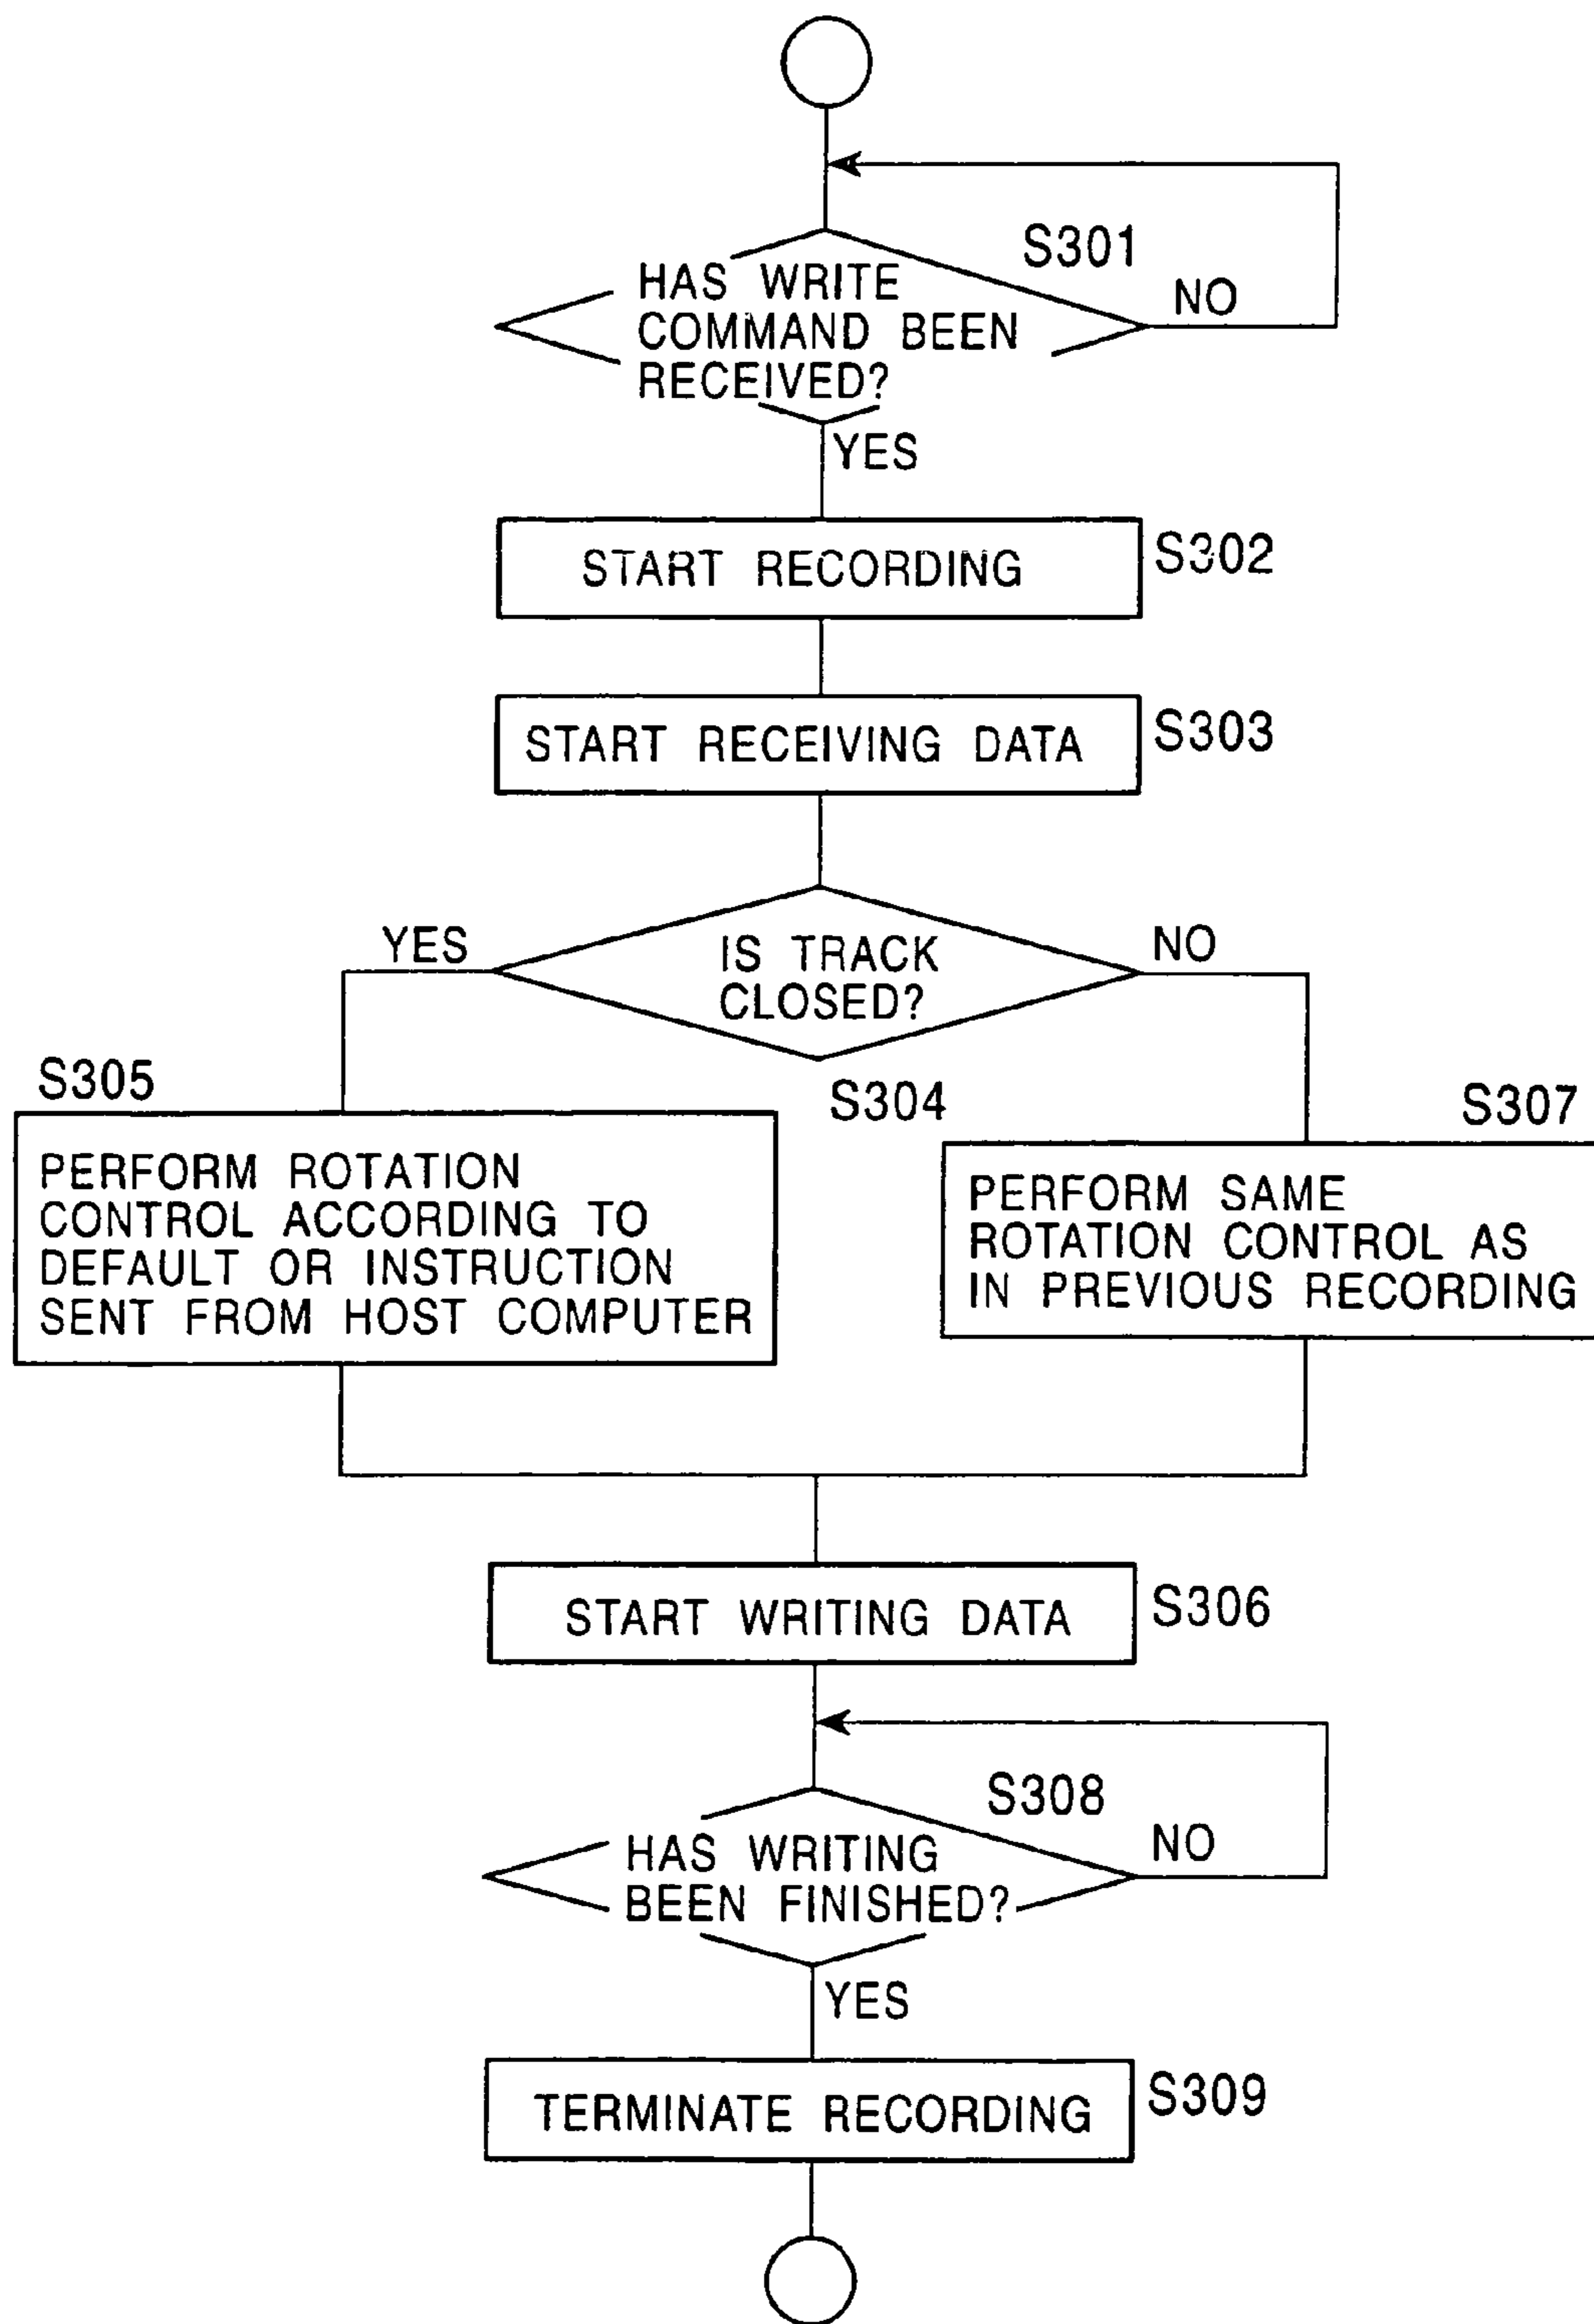 S301
HAS WRITE
COMMAND BEEN
RECEIVED?
NO
YES
START RECORDING
S302
START RECEIVING DATA
S303
YES
IS TRACK
CLOSED?
NO
S304
S305
PERFORM ROTATION
CONTROL ACCORDING TO
DEFAULT OR INSTRUCTION
SENT FROM HOST COMPUTER
S307
PERFORM SAME
ROTATION CONTROL AS
IN PREVIOUS RECORDING
START WRITING DATA
S306
S308
HAS WRITING
BEEN FINISHED?
NO
YES
TERMINATE RECORDING
S309